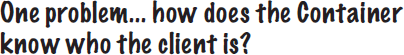 One problem... how does the Container
know who the client is?